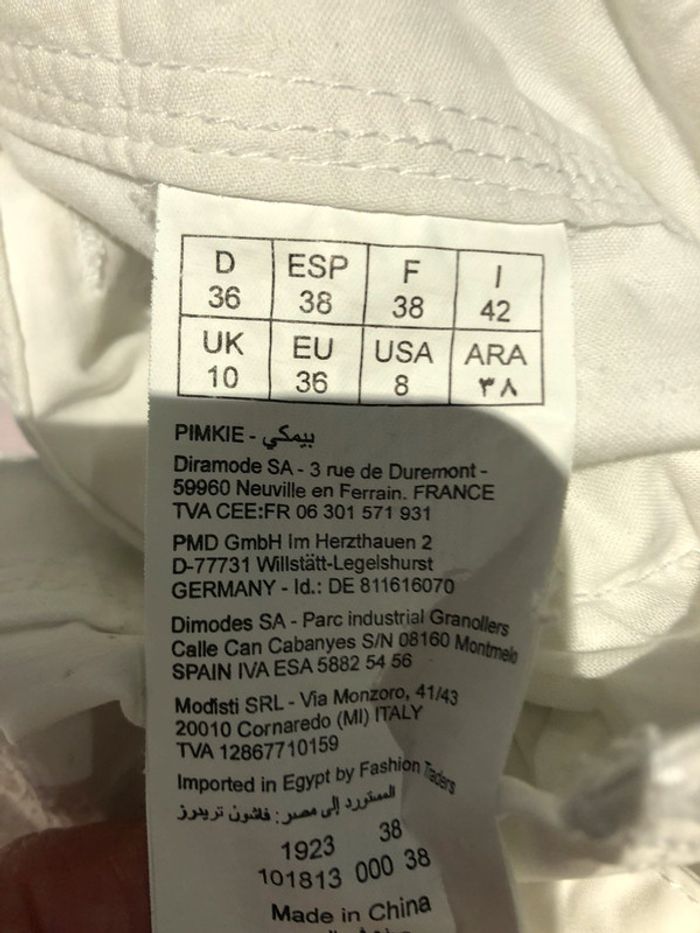 D ESP F I
36 38 38 42
UK EU USA ARA
10 36 8 ٣٨
PIMKIE - بيمكي
Diramode SA - 3 rue de Duremont -
59960 Neuville en Ferrain. FRANCE
TVA CEE:FR 06 301 571 931
PMD GmbH Im Herzthauen 2
D-77731 Willstätt-Legelshurst
GERMANY - Id.: DE 811616070
Dimodes SA - Parc industrial Granollers
Calle Can Cabanyes S/N 08160 Montmelo
SPAIN IVA ESA 5882 54 56
Modisti SRL - Via Monzoro, 41/43
20010 Cornaredo (MI) ITALY
TVA 12867710159
Imported in Egypt by Fashion Traders
المستورد إلى مصر: فاشون تريدرز
1923 38
101813 000 38
Made in China